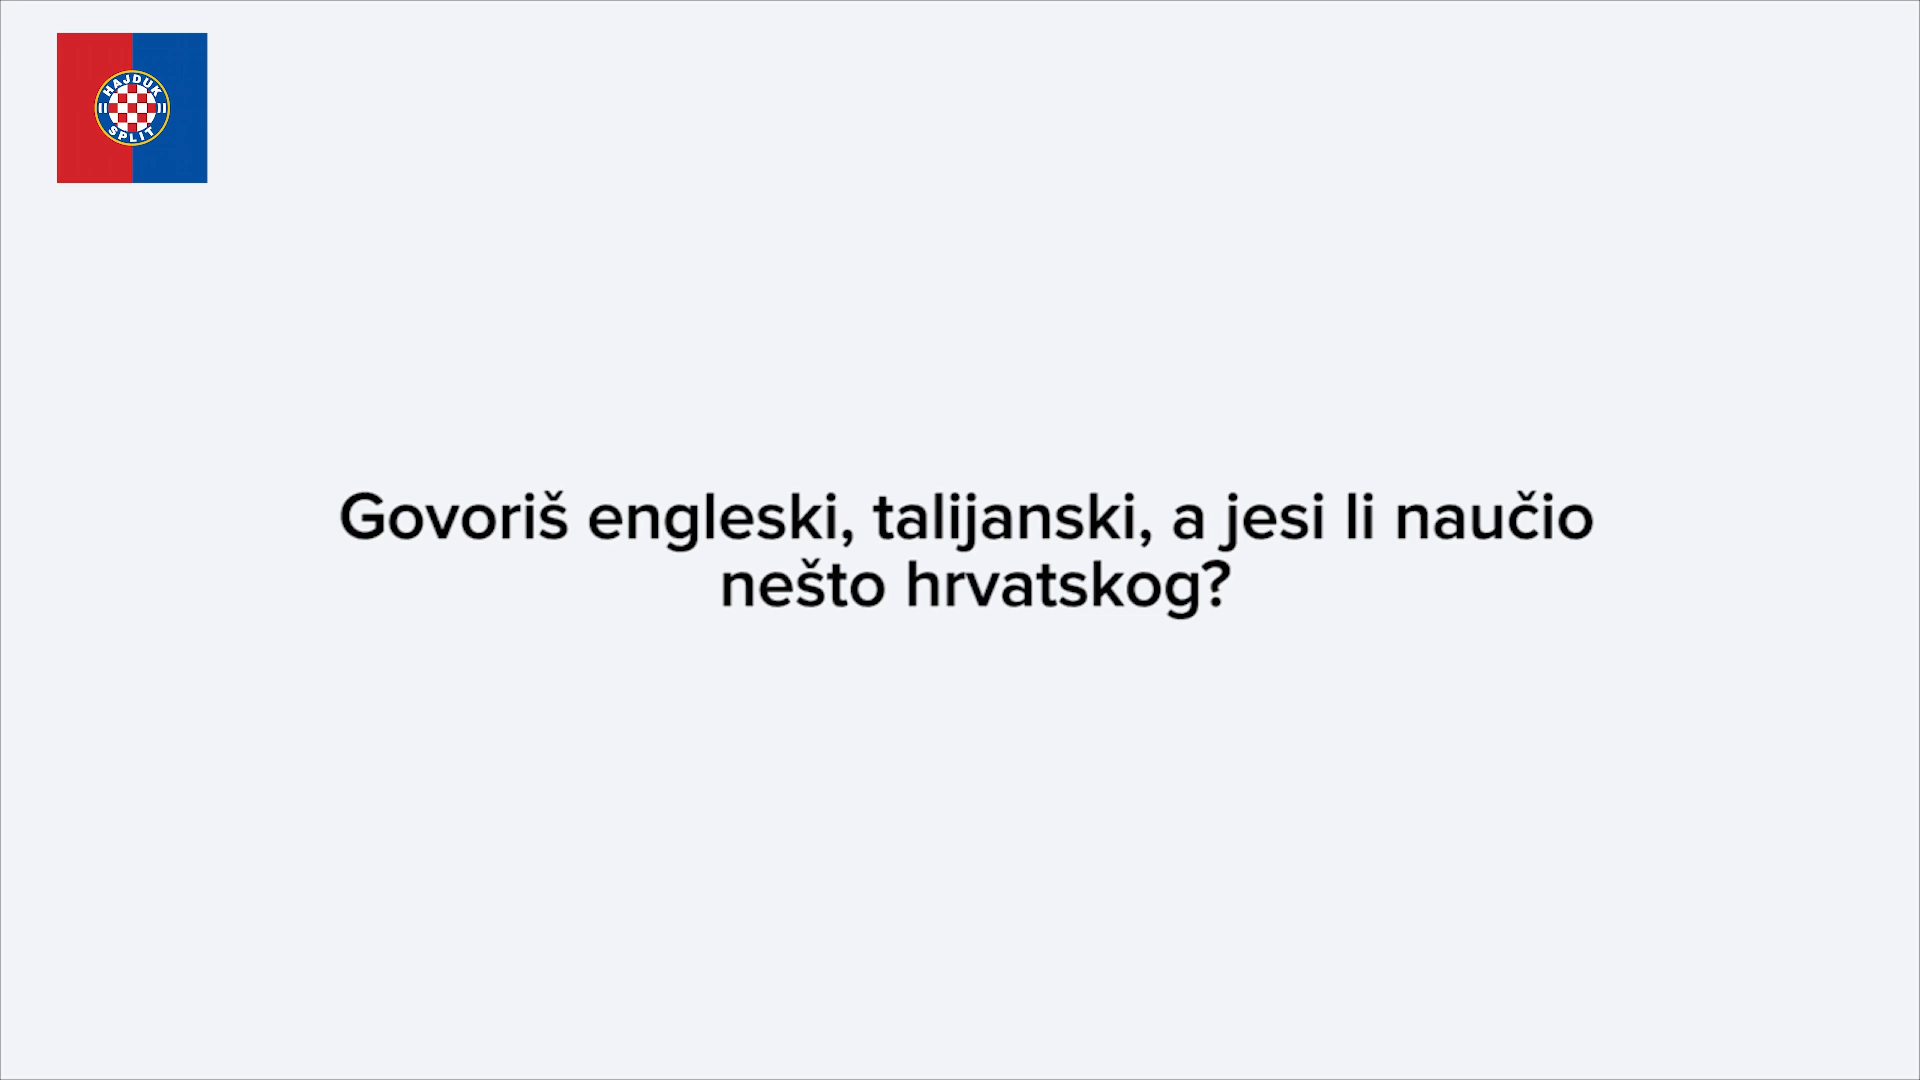 HAJDUK
SPLIT
Govoriš engleski, talijanski, a jesi li naučio
nešto hrvatskog?